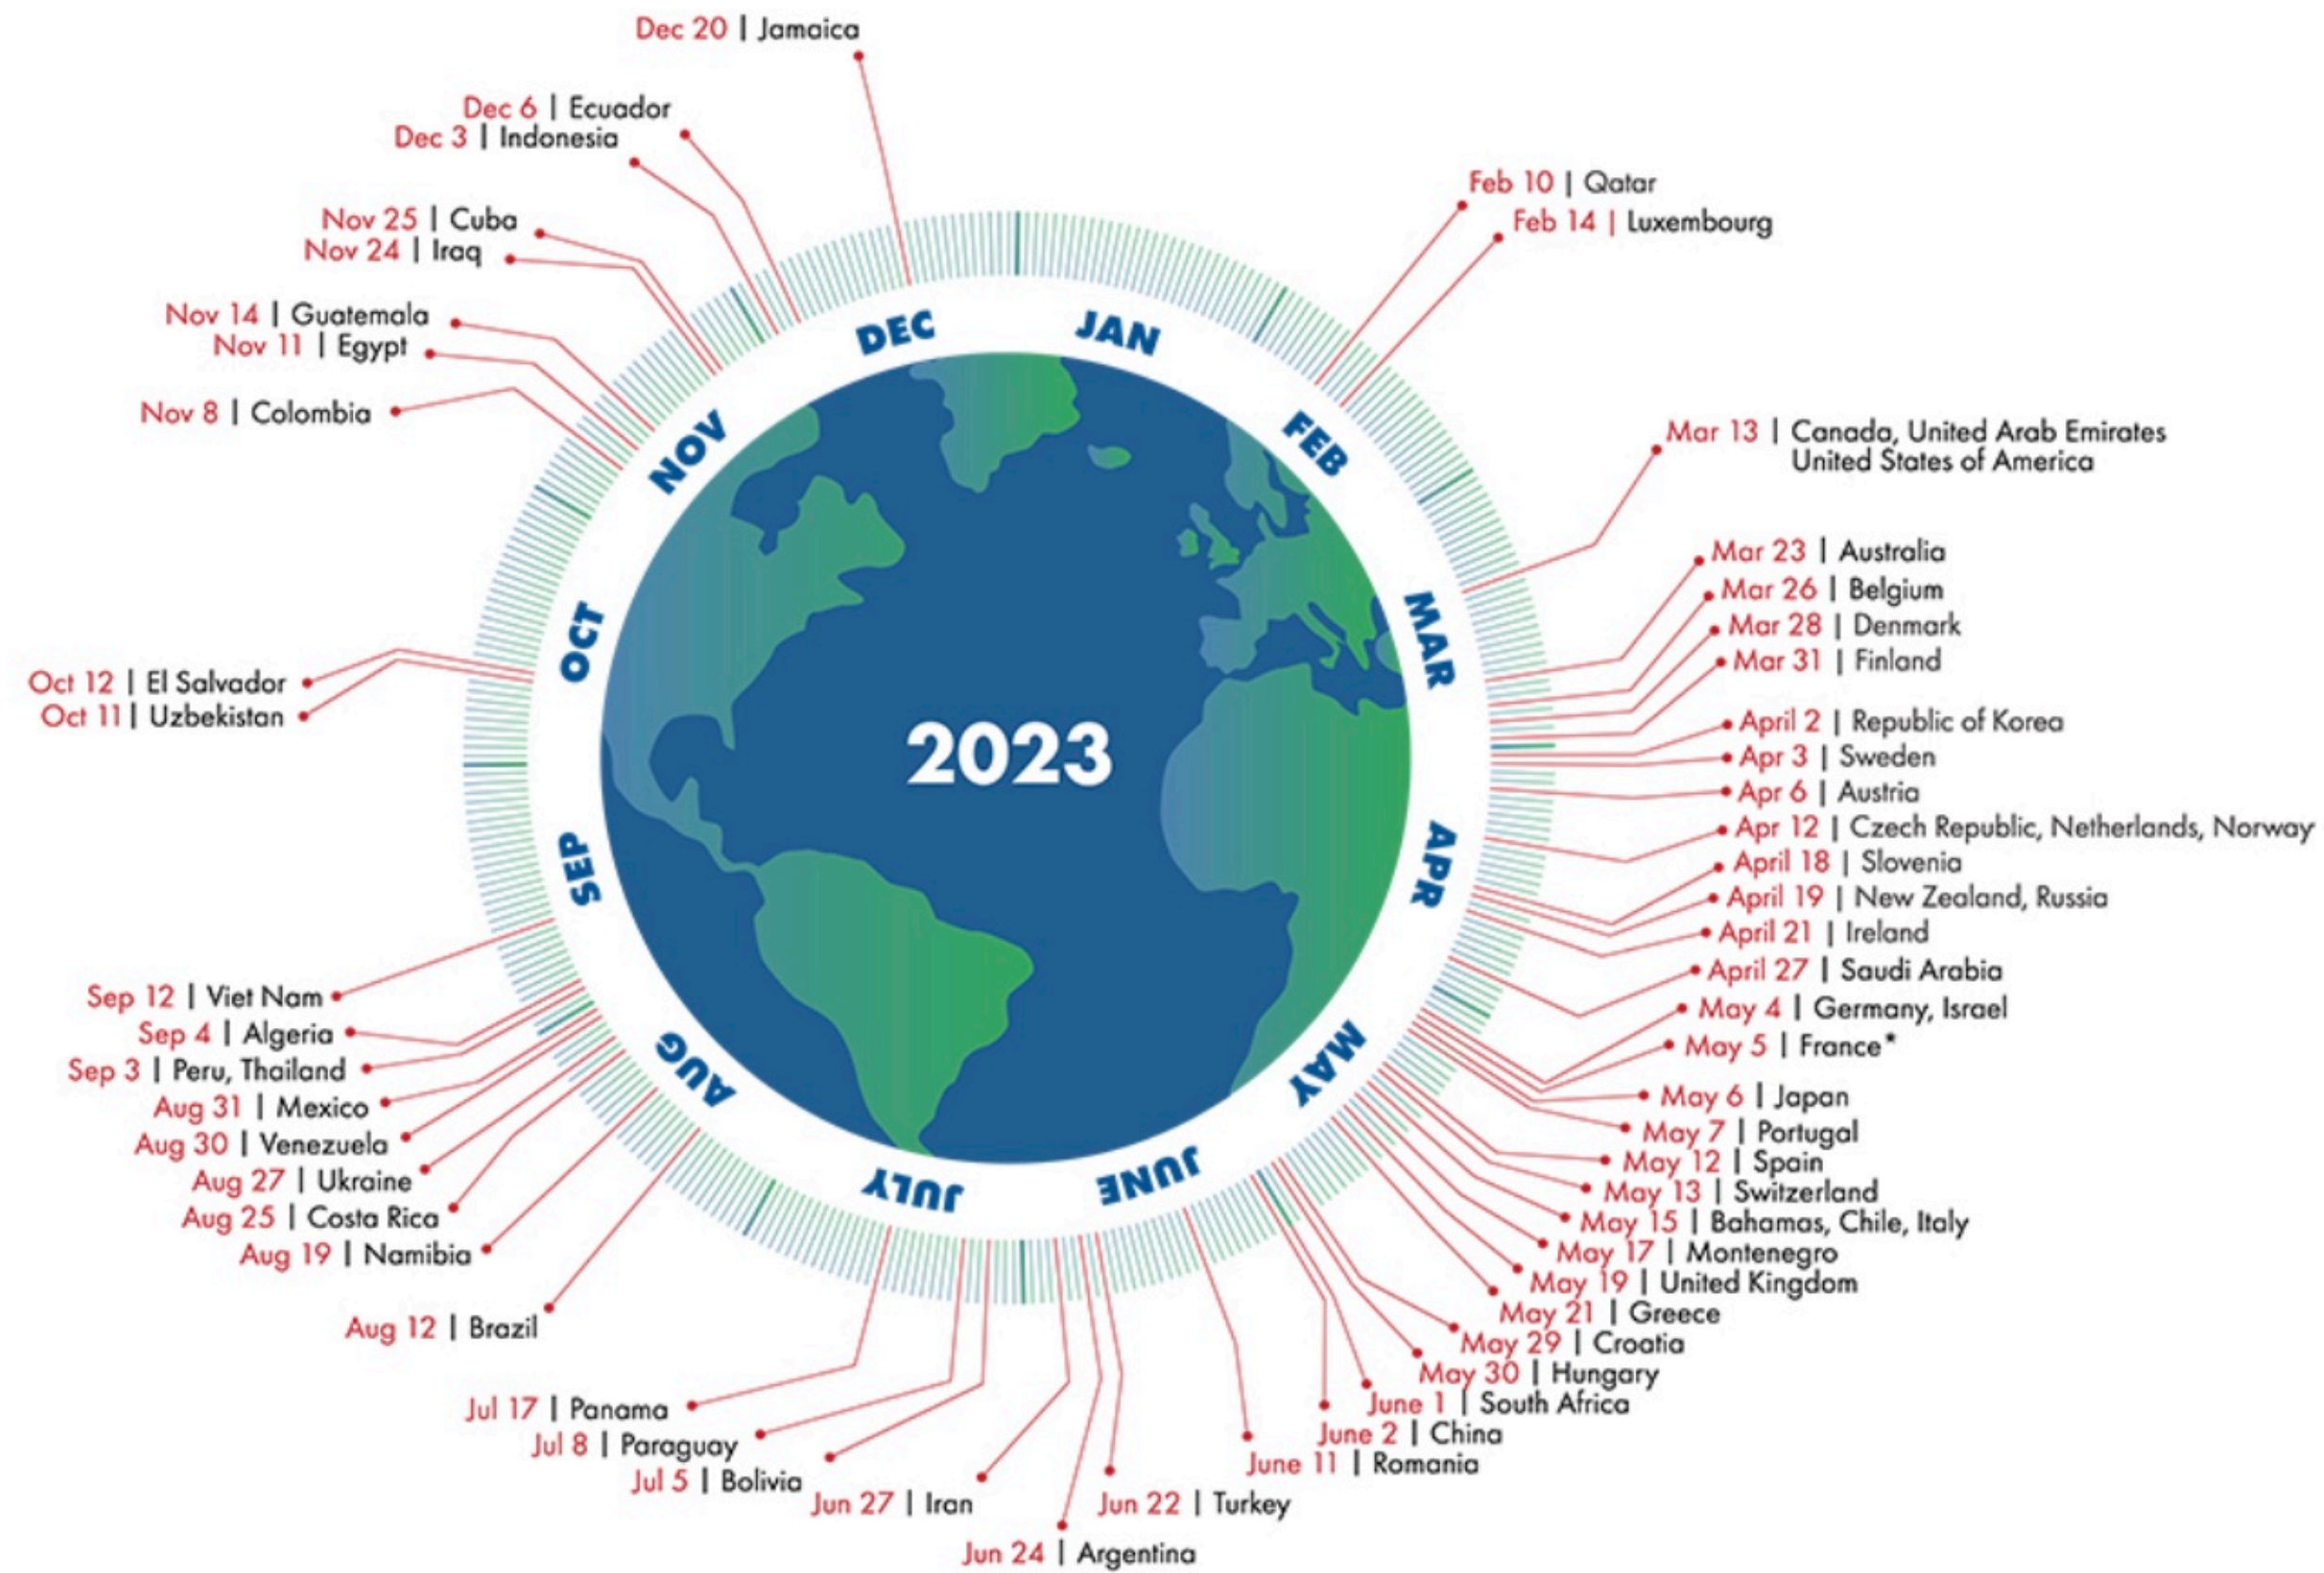 Dec 20 | Jamaica
Dec 6 | Ecuador
Dec 3 | Indonesia
Nov 25 | Cuba
Nov 24 | Iraq
Nov 14 | Guatemala
Nov 11 | Egypt
Nov 8 | Colombia
Oct 12 | El Salvador
Oct 11 | Uzbekistan
Sep 12 | Viet Nam
Sep 4 | Algeria
Sep 3 | Peru, Thailand
Aug 31 | Mexico
Aug 30 | Venezuela
Aug 27 | Ukraine
Aug 25 | Costa Rica
Aug 19 | Namibia
Aug 12 | Brazil
Jul 17 | Panama
Jul 8 | Paraguay
Jul 5 | Bolivia
Jun 27 | Iran
Jun 24 | Argentina
Jun 22 | Turkey
Feb 10 | Qatar
Feb 14 | Luxembourg
Mar 13 | Canada, United Arab Emirates
United States of America
Mar 23 | Australia
Mar 26 | Belgium
Mar 28 | Denmark
Mar 31 | Finland
April 2 | Republic of Korea
Apr 3 | Sweden
Apr 6 | Austria
Apr 12 | Czech Republic, Netherlands, Norway
April 18 | Slovenia
April 19 | New Zealand, Russia
April 21 | Ireland
April 27 | Saudi Arabia
May 4 | Germany, Israel
May 5 | France*
May 6 | Japan
May 7 | Portugal
May 12 | Spain
May 13 | Switzerland
May 15 | Bahamas, Chile, Italy
May 17 | Montenegro
May 19 | United Kingdom
May 21 | Greece
May 29 | Croatia
May 30 | Hungary
June 1 | South Africa
June 2 | China
June 11 | Romania
JAN
FEB
MAR
APR
MAY
JUNE
JULY
AUG
SEP
OCT
NOV
DEC
2023